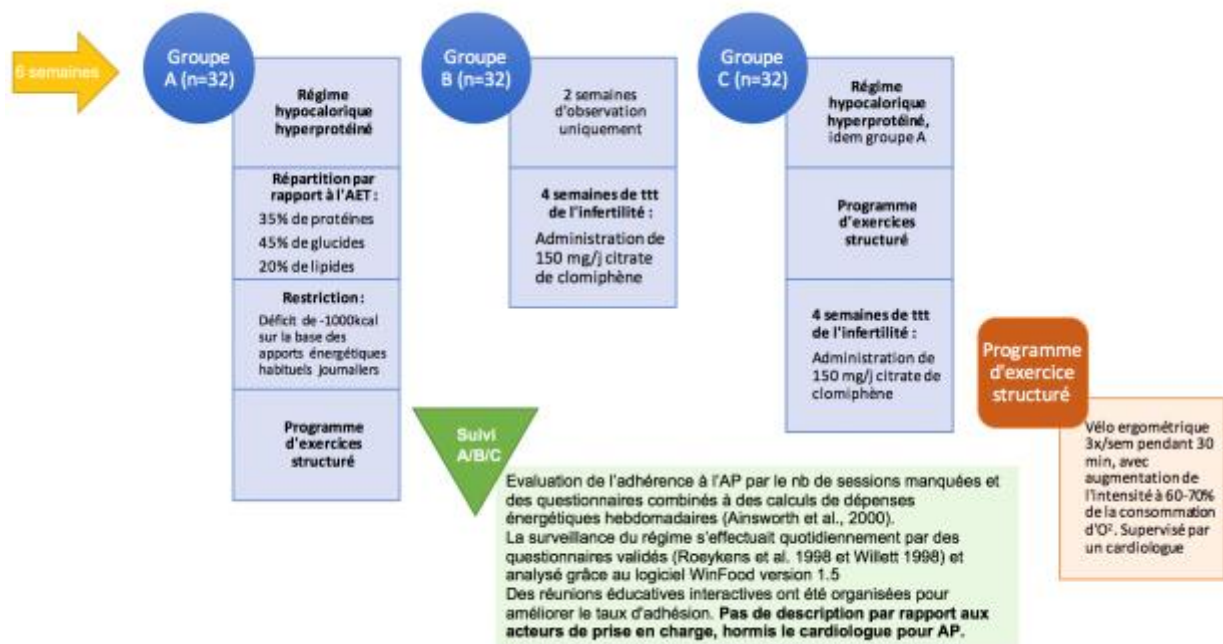 6 semaines
Groupe
A (n=32)
Régime
hypocalorique
hyperprotéiné
Répartition par
rapport à l'AET :
35% de protéines
45% de glucides
20% de lipides
Restriction :
Déficit de -1000kcal
sur la base des
apports énergétiques
habituels journaliers
Programme
d'exercices
structuré
Groupe
B (n=32)
2 semaines
d'observation
uniquement
4 semaines de ttt
de l'infertilité :
Administration de
150 mg/j citrate
de clomiphène
Groupe
C (n=32)
Régime
hypocalorique
hyperprotéiné,
idem groupe A
Programme
d'exercices
structuré
4 semaines de ttt
de l'infertilité :
Administration de
150 mg/j citrate de
clomiphène
Programme
d'exercice
structuré
Vélo ergométrique
3x/sem pendant 30
min, avec
augmentation de
l'intensité à 60-70%
de la consommation
d'O². Supervisé par
un cardiologue
Suivi
A/B/C
Evaluation de l'adhérence à l'AP par le nb de sessions manquées et
des questionnaires combinés à des calculs de dépenses
énergétiques hebdomadaires (Ainsworth et al., 2000).
La surveillance du régime s'effectuait quotidiennement par des
questionnaires validés (Roeykens et al. 1998 et Willett 1998) et
analysé grâce au logiciel WinFood version 1.5
Des réunions éducatives interactives ont été organisées pour
améliorer le taux d'adhésion. Pas de description par rapport aux
acteurs de prise en charge, hormis le cardiologue pour AP.